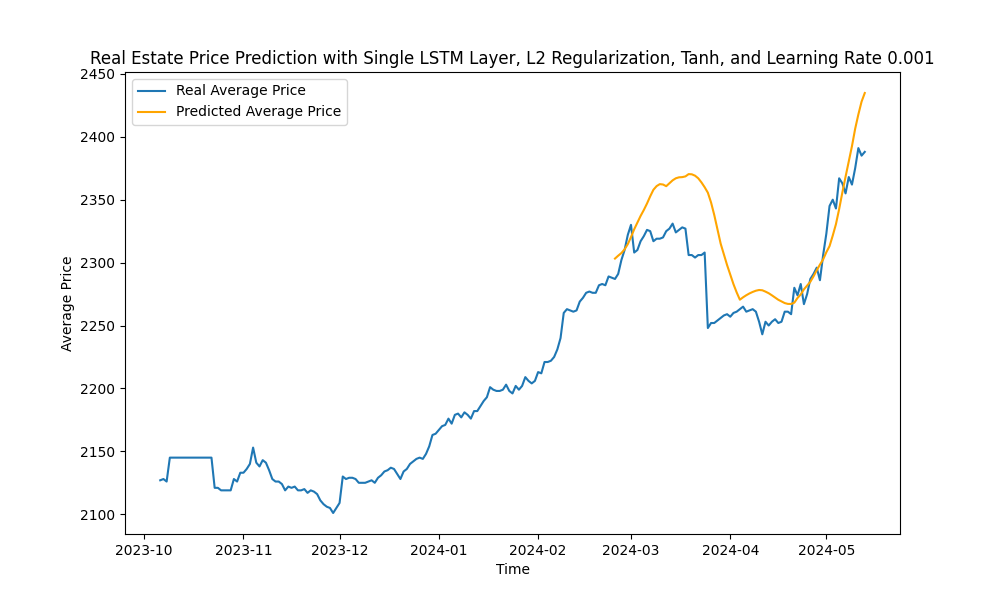 Real Estate Price Prediction with Single LSTM Layer, L2 Regularization, Tanh, and Learning Rate 0.001
Real Average Price
Predicted Average Price
Average Price
2450
2400
2350
2300
2250
2200
2150
2100
2023-10 2023-11 2023-12 2024-01 2024-02 2024-03 2024-04 2024-05
Time